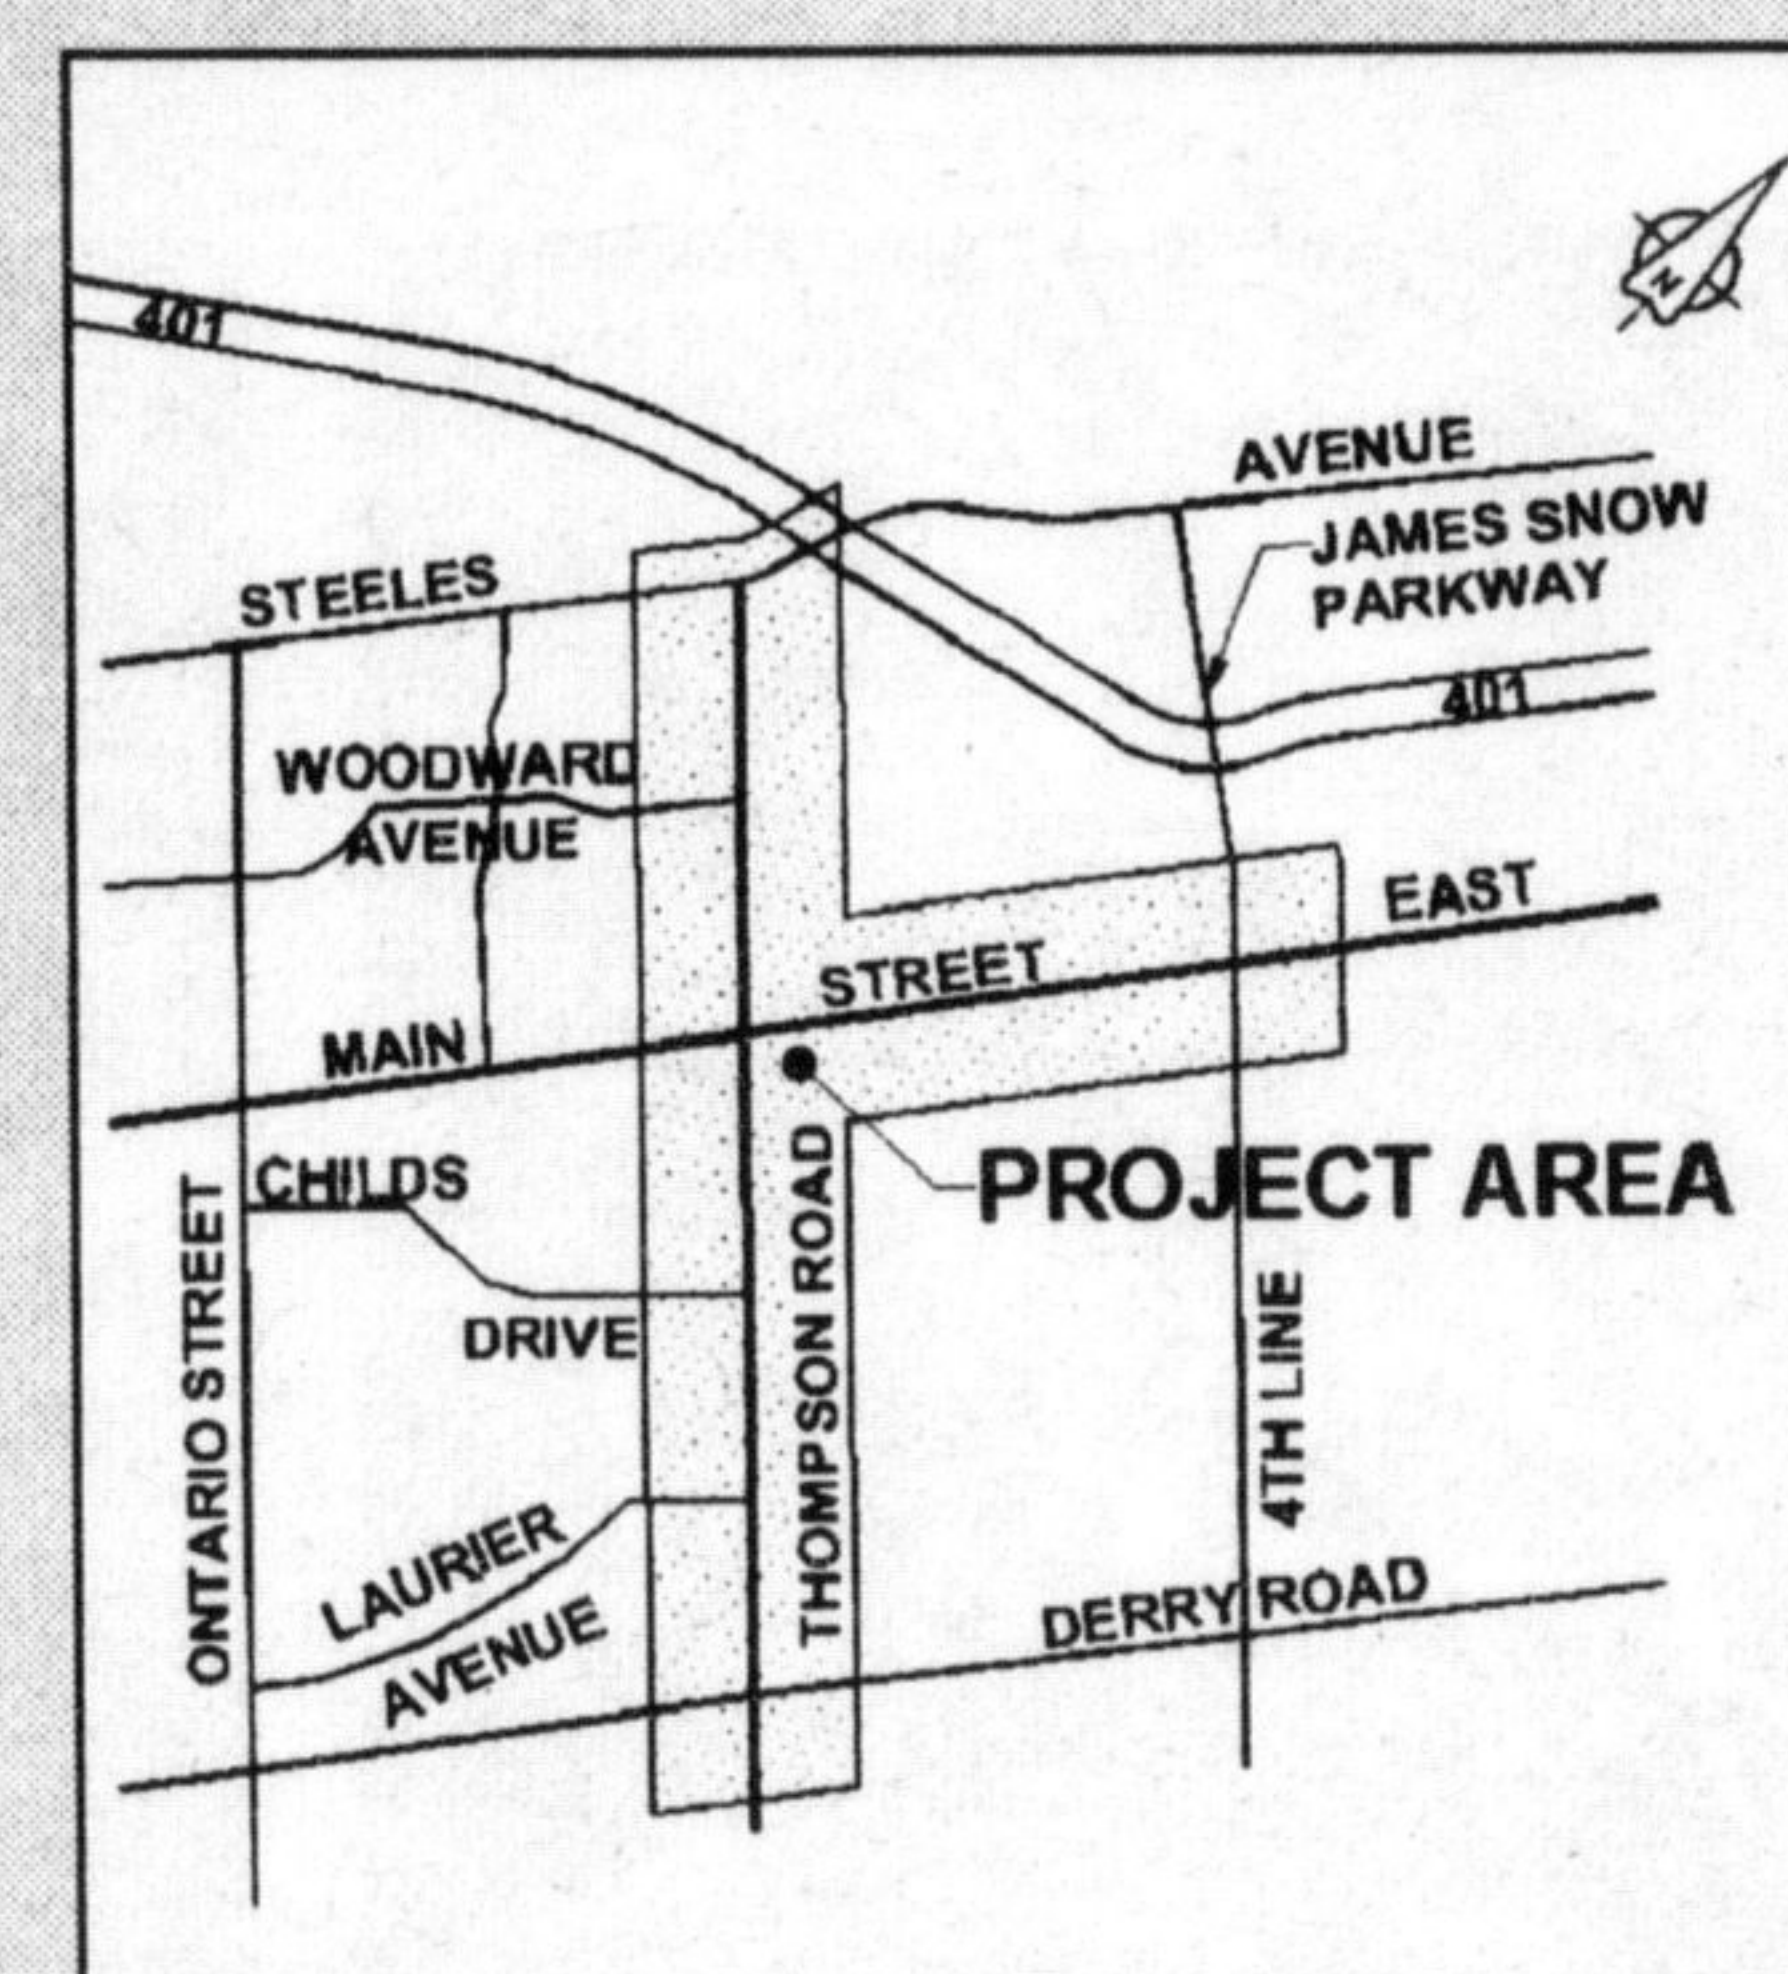 N
401
AVENUE
JAMES SNOW
PARKWAY
STEELES
401
WOODWARD
AVENUE
EAST
STREET
MAIN
CHILDS
PROJECT AREA
DRIVE
ONTARIO STREET
THOMPSON ROAD
4TH LINE
LAURIER
AVENUE
DERRY ROAD